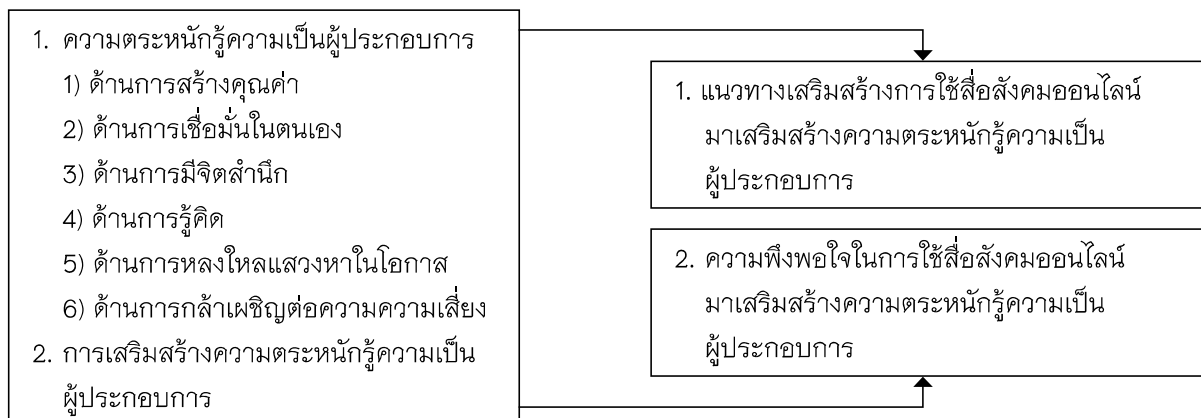 1. ความตระหนักรู้ความเป็นผู้ประกอบการ
1) ด้านการสร้างคุณค่า
2) ด้านการเชื่อมั่นในตนเอง
3) ด้านการมีจิตสำนึก
4) ด้านการรู้คิด
5) ด้านการหลงใหลแสวงหาในโอกาส
6) ด้านการกล้าเผชิญต่อความความเสี่ยง
2. การเสริมสร้างความตระหนักรู้ความเป็น
ผู้ประกอบการ
1. แนวทางเสริมสร้างการใช้สื่อสังคมออนไลน์
มาเสริมสร้างความตระหนักรู้ความเป็น
ผู้ประกอบการ
2. ความพึงพอใจในการใช้สื่อสังคมออนไลน์
มาเสริมสร้างความตระหนักรู้ความเป็น
ผู้ประกอบการ